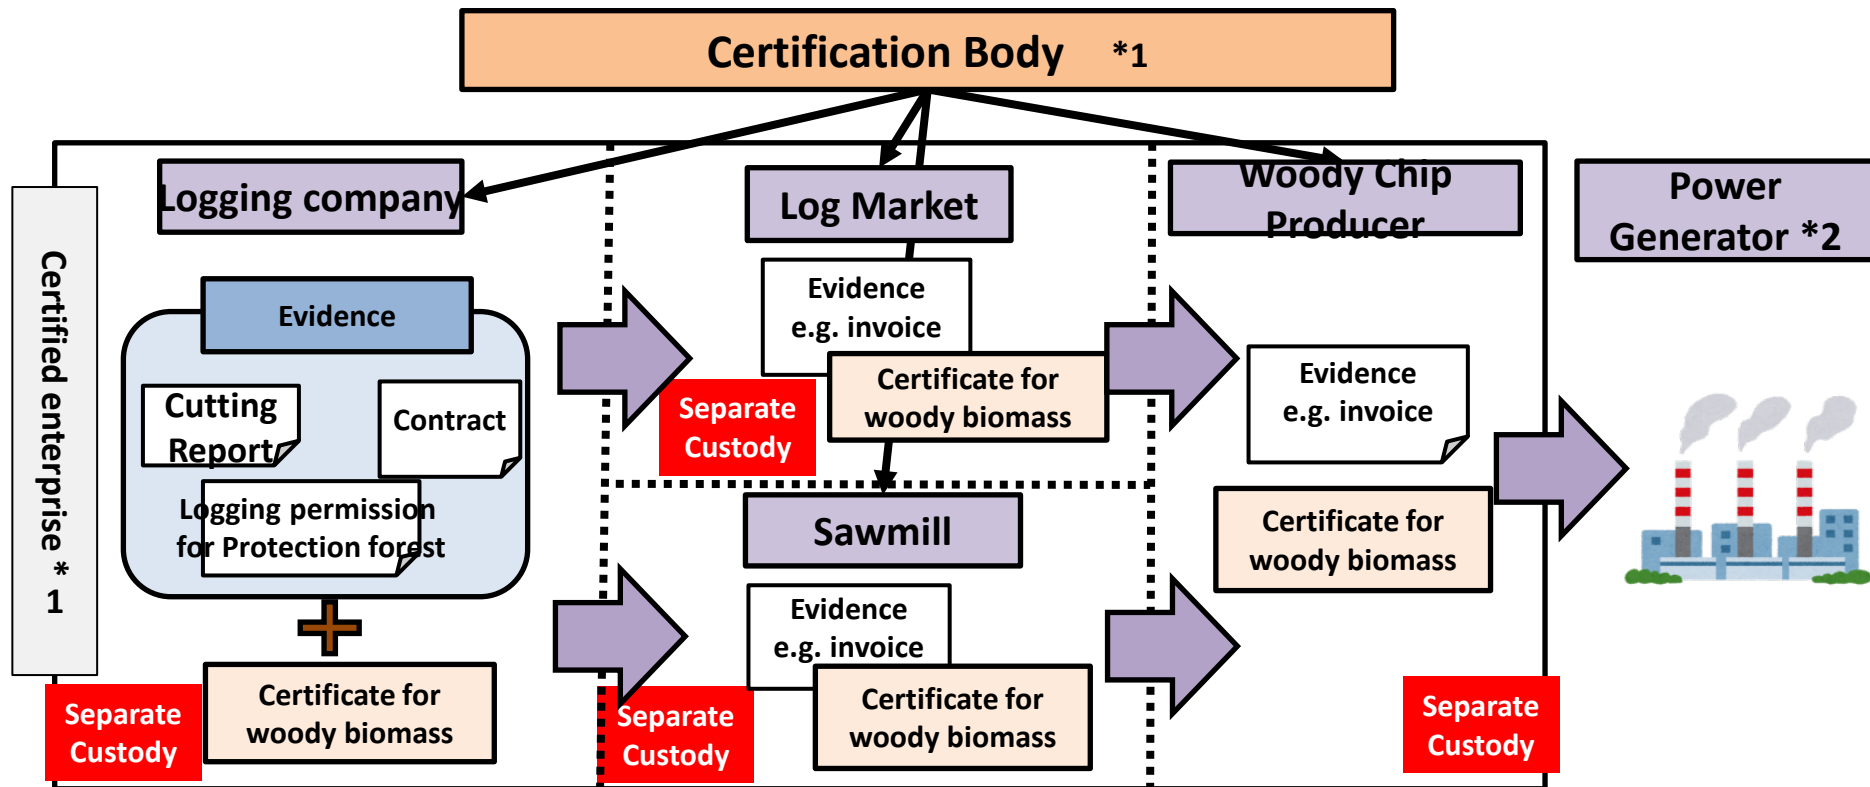 Certification Body *1
Certified enterprise *
1
Logging company
Evidence
Cutting
Report
Contract
Logging permission
for Protection forest
Separate
Custody
Certificate for
woody biomass
Log Market
Evidence
e.g. invoice
Separate
Custody
Certificate for
woody biomass
Sawmill
Evidence
e.g. invoice
Separate
Custody
Certificate for
woody biomass
Woody Chip
Producer
Evidence
e.g. invoice
Certificate for
woody biomass
Separate
Custody
Power
Generator *2